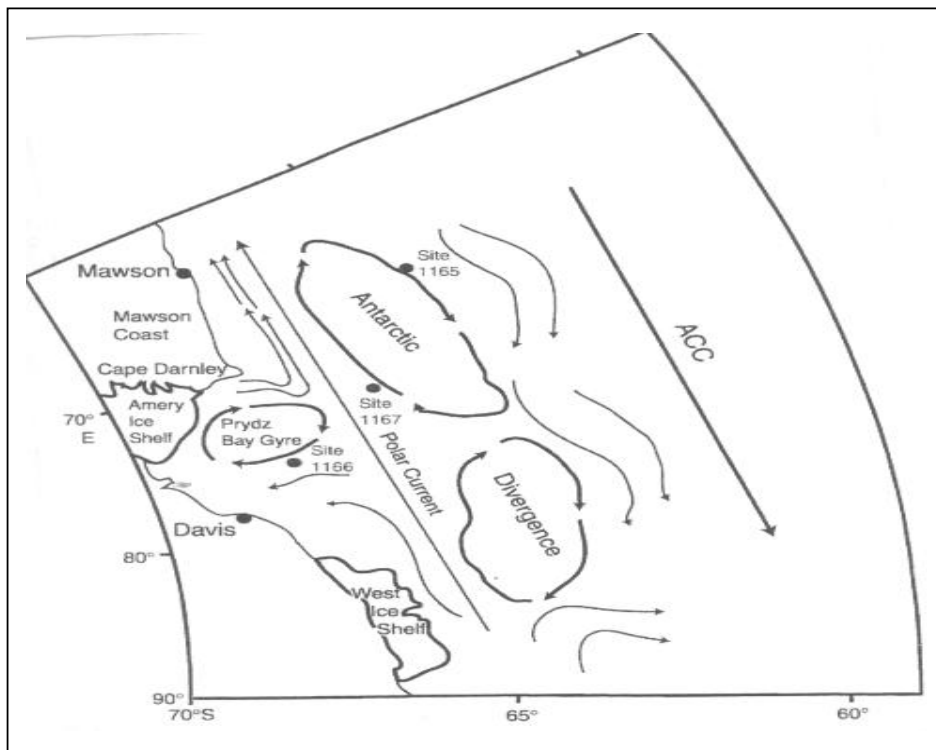 Site
1165
Mawson
Mawson
Coast
Antarctic
ACC
Cape Darnley
Amery
Ice
Shelf
70°
E
Prydz
Bay Gyre
Site
1167
Site
1166
Polar Current
Divergence
Davis
80°
West
Ice
Shelf
90°
70°S
65°
60°